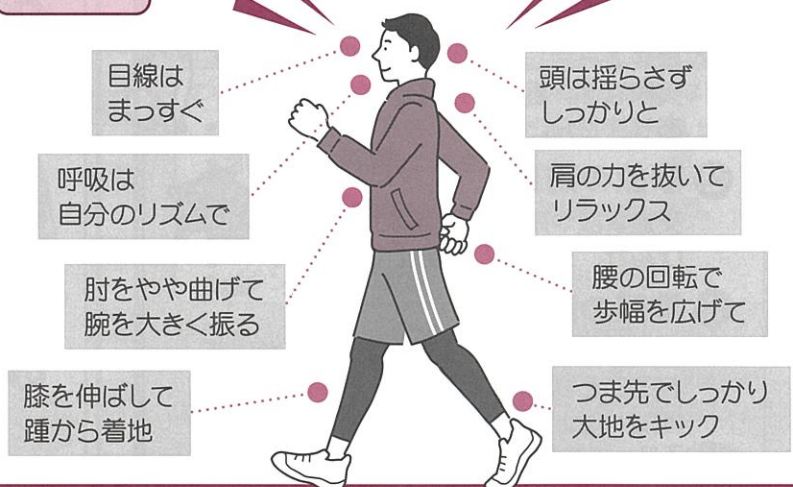 目線は
まっすぐ
頭は揺らさず
しっかりと
呼吸は
自分のリズムで
肩の力を抜いて
リラックス
肘をやや曲げて
腕を大きく振る
腰の回転で
歩幅を広げて
膝を伸ばして
踵から着地
つま先でしっかり
大地をキック